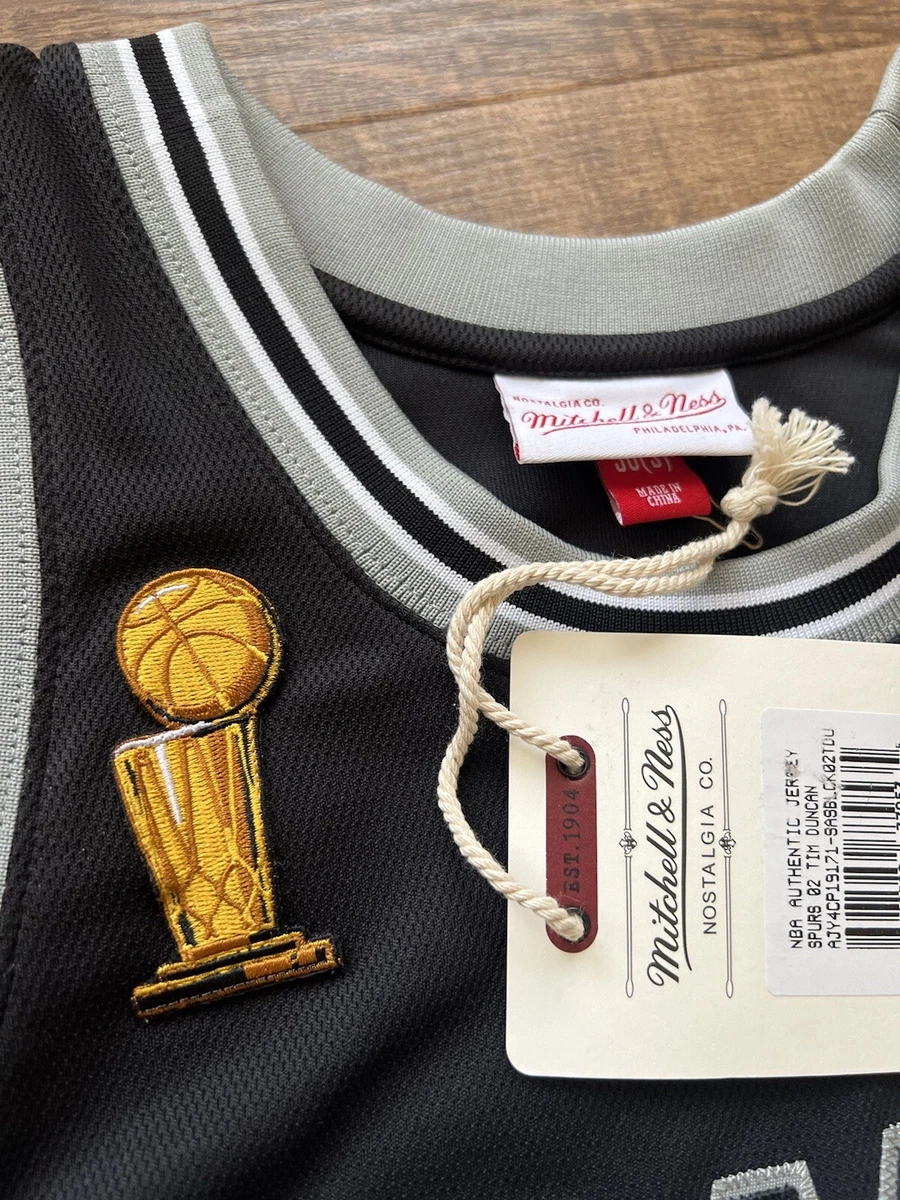 NOSTALGIA CO.
Mitchell & Ness
PHILADELPHIA, PA.
MADE IN
CHINA
EST. 1904
Mitchell & Ness
NOSTALGIA CO.
NBA AUTHENTIC JERSEY
SPURS 02 TIM DUNCAN
AJY4CP19171-SASBLCK02TDU